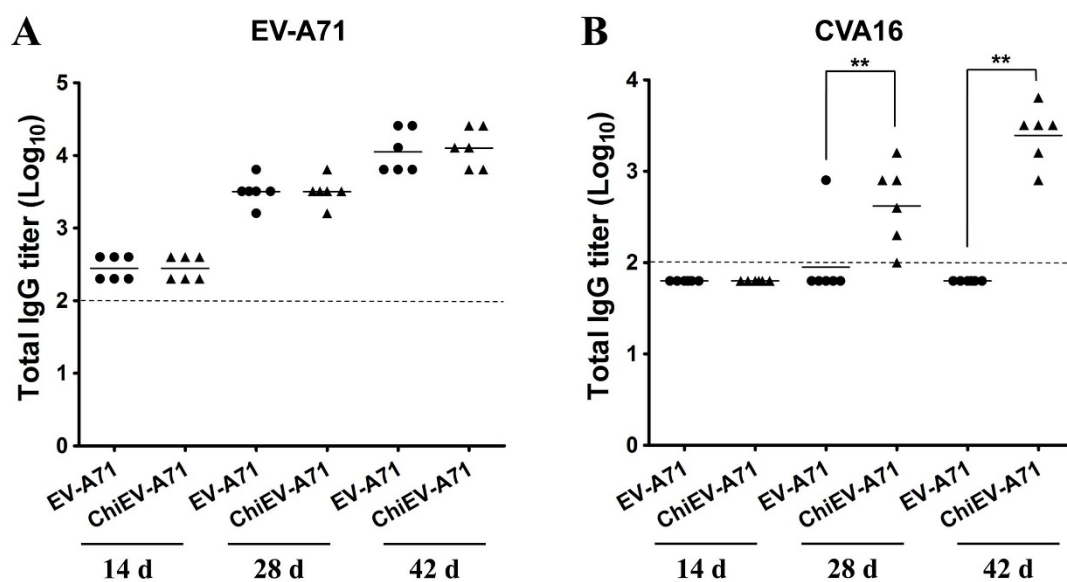 A
EV-A71
Total IgG titer (Log10)
5
4
3
2
1
0
EV-A71
ChiEV-A71
EV-A71
ChiEV-A71
EV-A71
ChiEV-A71
14 d
28 d
42 d
B
CVA16
Total IgG titer (Log10)
4
3
2
1
0
**
**
EV-A71
ChiEV-A71
EV-A71
ChiEV-A71
EV-A71
ChiEV-A71
14 d
28 d
42 d